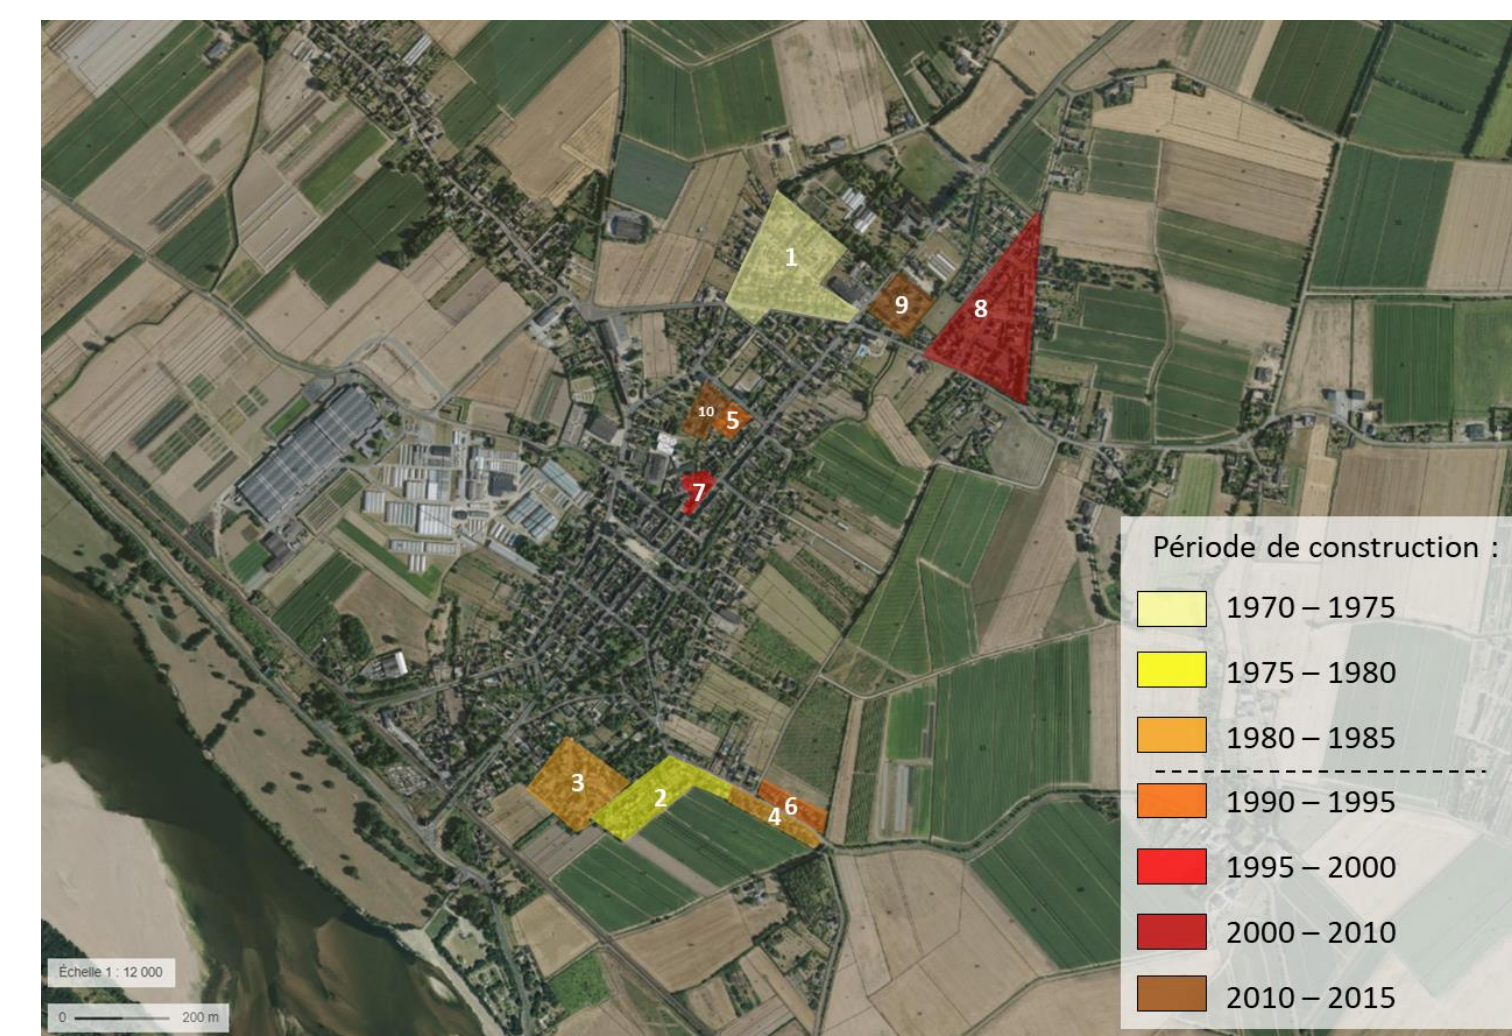 1
9
8
10
5
7
3
2
6
4
Période de construction :
1970 – 1975
1975 – 1980
1980 – 1985
1990 – 1995
1995 – 2000
2000 – 2010
2010 – 2015
Échelle 1 : 12 000
0 200 m